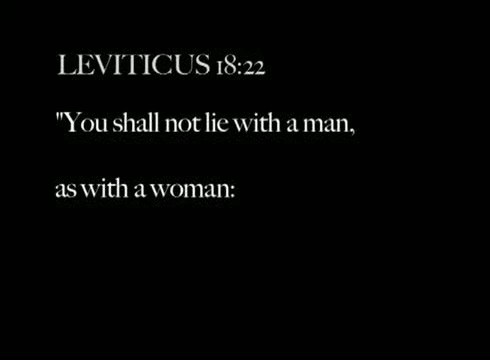 LEVITICUS 18:22
"You shall not lie with a man,
as with a woman: